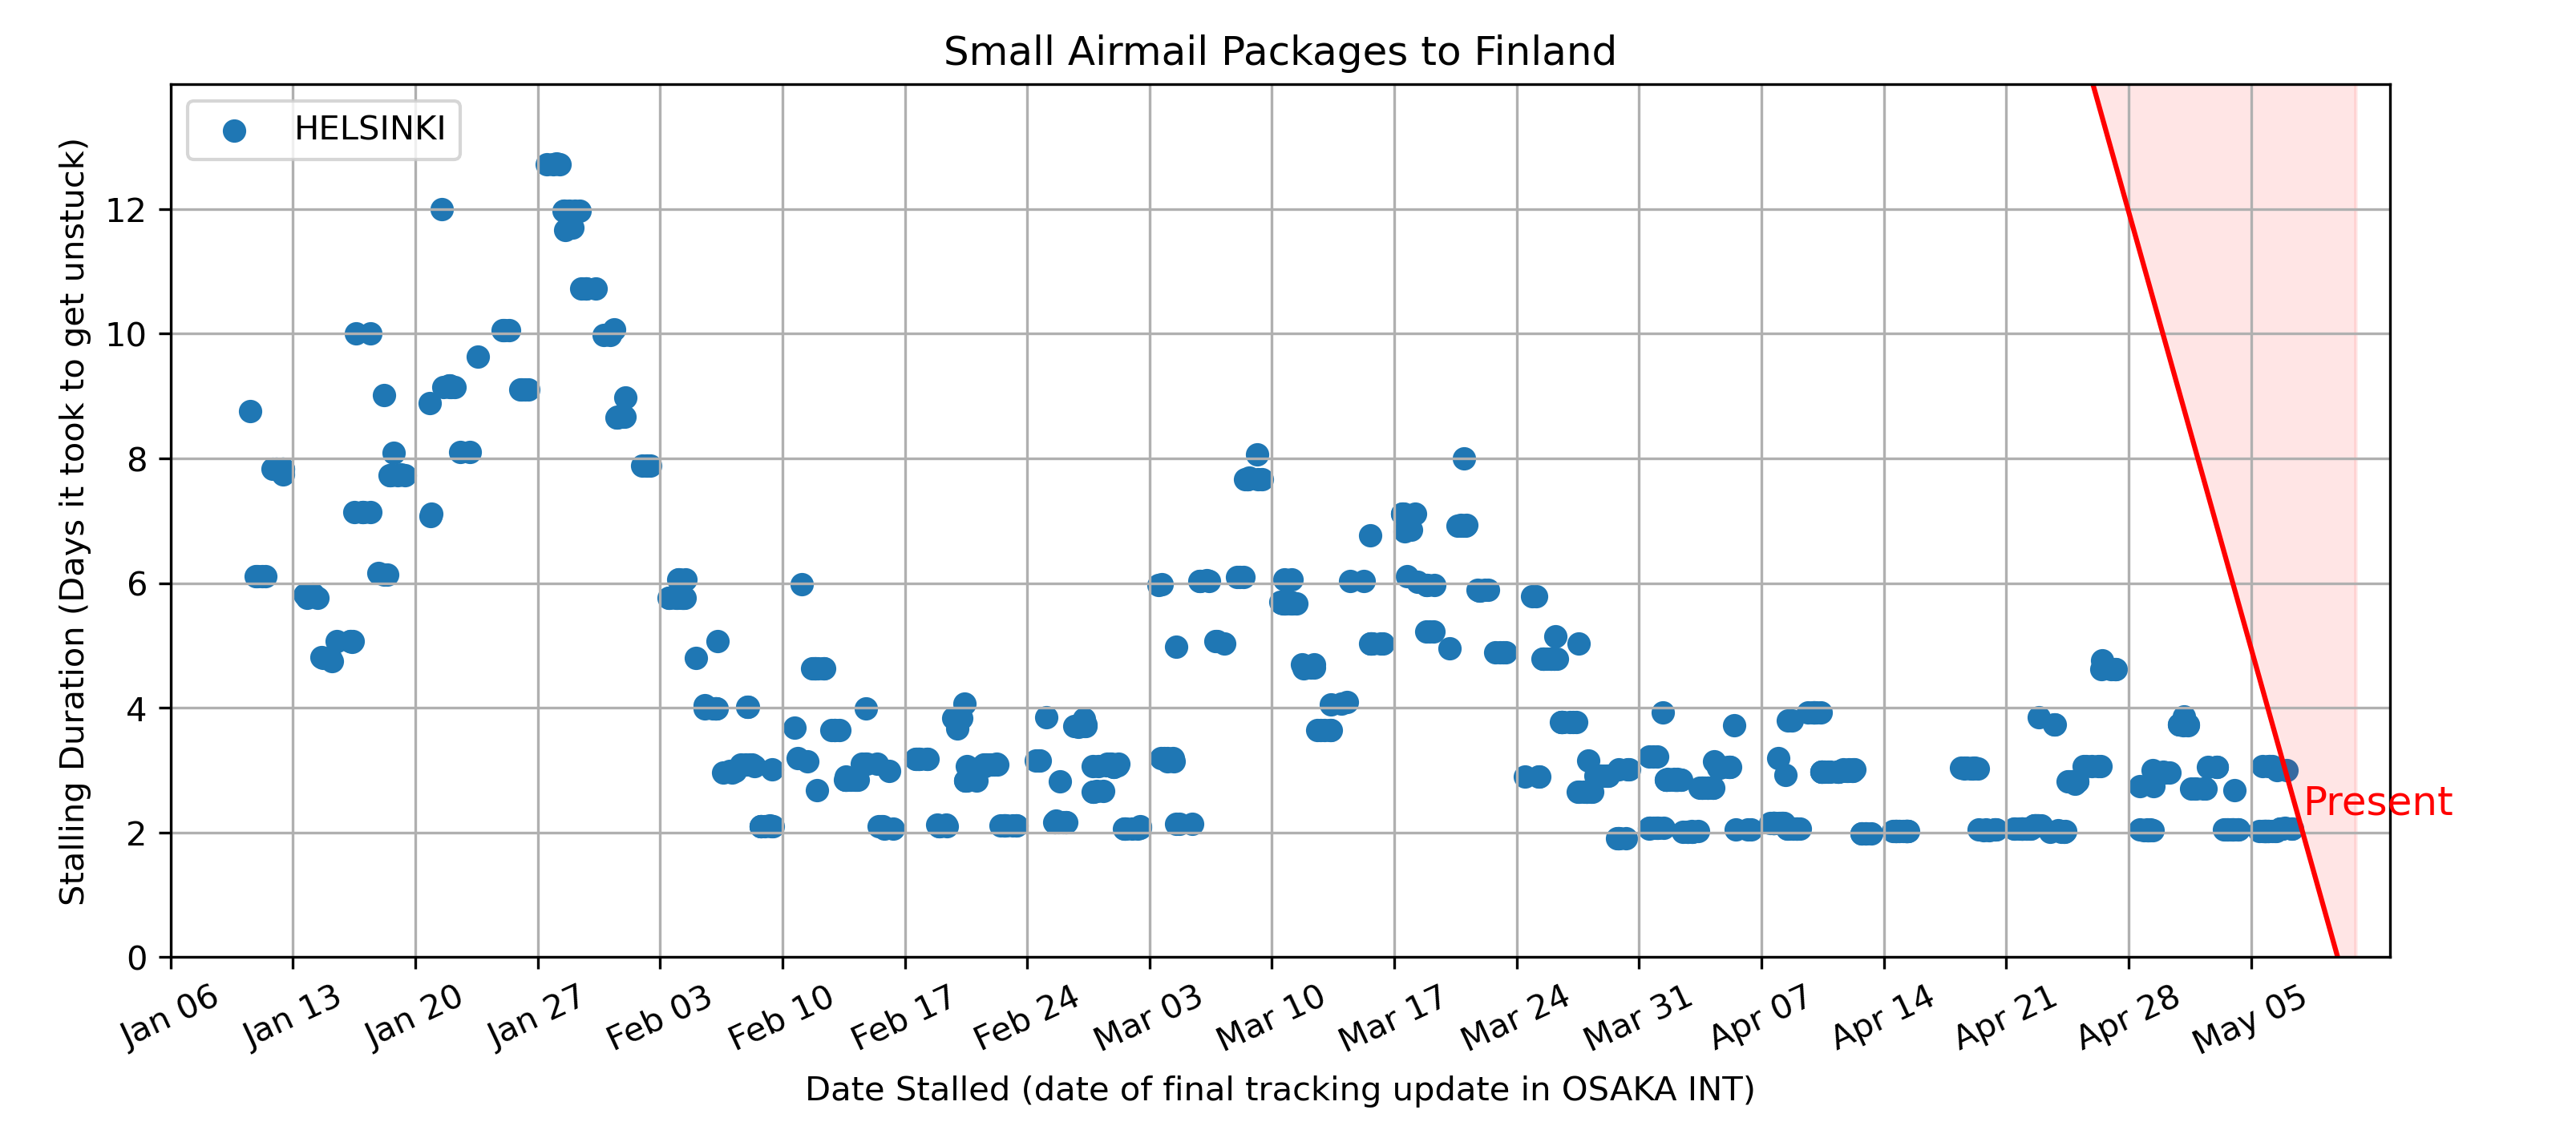 Small Airmail Packages to Finland
HELSINKI
Stalling Duration (Days it took to get unstuck)
12
10
8
6
4
2
0
Present
Jan 06
Jan 13
Jan 20
Jan 27
Feb 03
Feb 10
Feb 17
Feb 24
Mar 03
Mar 10
Mar 17
Mar 24
Mar 31
Apr 07
Apr 14
Apr 21
Apr 28
May 05
Date Stalled (date of final tracking update in OSAKA INT)